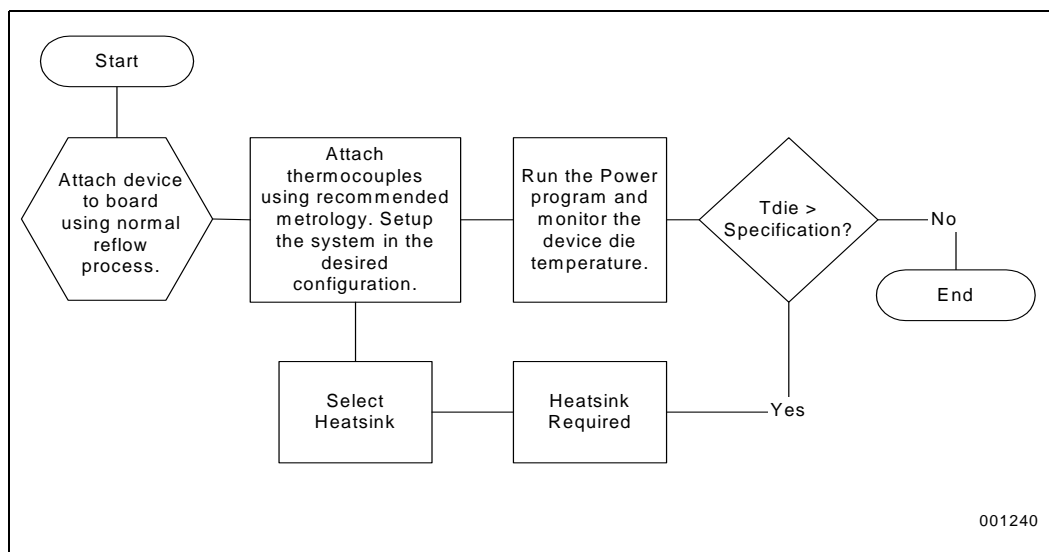 Start
Attach device
to board
using normal
reflow
process.
Attach
thermocouples
using recommended
metrology. Setup
the system in the
desired
configuration.
Run the Power
program and
monitor the
device die
temperature.
Tdie >
Specification?
No
End
Select
Heatsink
Heatsink
Required
Yes
001240